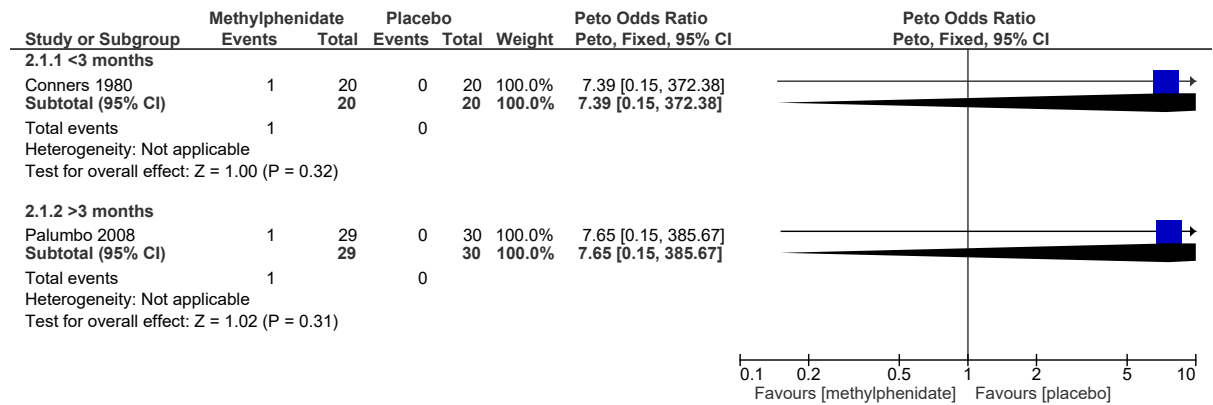 Methylphenidate Placebo Peto Odds Ratio Peto Odds Ratio
Study or Subgroup Events Total Events Total Weight Peto, Fixed, 95% CI Peto, Fixed, 95% CI
2.1.1 <3 months
Conners 1980 1 20 0 20 100.0% 7.39 [0.15, 372.38]
Subtotal (95% CI) 20 20 100.0% 7.39 [0.15, 372.38]
Total events 1 0
Heterogeneity: Not applicable
Test for overall effect: Z = 1.00 (P = 0.32)
2.1.2 >3 months
Palumbo 2008 1 29 0 30 100.0% 7.65 [0.15, 385.67]
Subtotal (95% CI) 29 30 100.0% 7.65 [0.15, 385.67]
Total events 1 0
Heterogeneity: Not applicable
Test for overall effect: Z = 1.02 (P = 0.31)
0.1 0.2 0.5 1 2 5 10
Favours [methylphenidate] Favours [placebo]